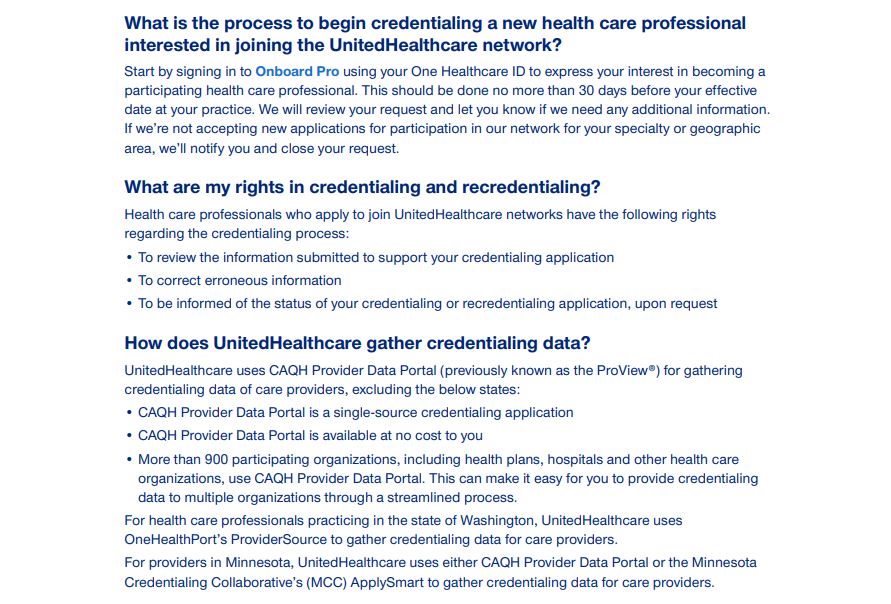 What is the process to begin credentialing a new health care professional
interested in joining the UnitedHealthcare network?
Start by signing in to Onboard Pro using your One Healthcare ID to express your interest in becoming a
participating health care professional. This should be done no more than 30 days before your effective
date at your practice. We will review your request and let you know if we need any additional information.
If we’re not accepting new applications for participation in our network for your specialty or geographic
area, we’ll notify you and close your request.
What are my rights in credentialing and recredentialing?
Health care professionals who apply to join UnitedHealthcare networks have the following rights
regarding the credentialing process:
• To review the information submitted to support your credentialing application
• To correct erroneous information
• To be informed of the status of your credentialing or recredentialing application, upon request
How does UnitedHealthcare gather credentialing data?
UnitedHealthcare uses CAQH Provider Data Portal (previously known as the ProView®) for gathering
credentialing data of care providers, excluding the below states:
• CAQH Provider Data Portal is a single-source credentialing application
• CAQH Provider Data Portal is available at no cost to you
• More than 900 participating organizations, including health plans, hospitals and other health care
organizations, use CAQH Provider Data Portal. This can make it easy for you to provide credentialing
data to multiple organizations through a streamlined process.
For health care professionals practicing in the state of Washington, UnitedHealthcare uses
OneHealthPort’s ProviderSource to gather credentialing data for care providers.
For providers in Minnesota, UnitedHealthcare uses either CAQH Provider Data Portal or the Minnesota
Credentialing Collaborative’s (MCC) ApplySmart to gather credentialing data for care providers.